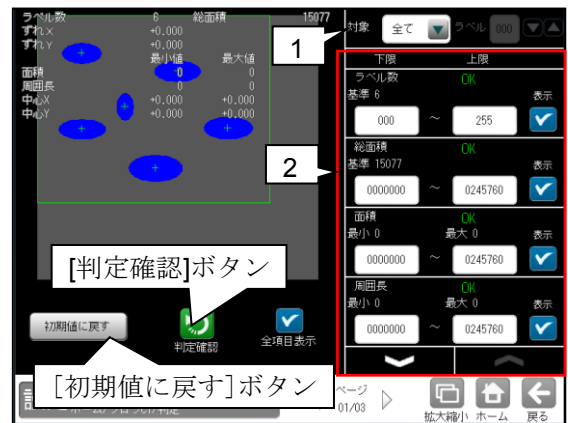 ラベル数 6 総面積 15077
ずれX +0.000
ずれY +0.000
最小値 最大値
面積 0 0
周囲長 0 0
中心X +0.000 +0.000
中心Y +0.000 +0.000
対象 全て ラベル 000
1
下限 上限
ラベル数 OK
基準 6 表示
000 ～ 255
総面積 OK
2
基準 15077 表示
0000000 ～ 0245760
面積 OK
最小 0 最大 0 表示
0000000 ～ 0245760
周囲長 OK
最小 0 最大 0 表示
0000000 ～ 0245760
[判定確認]ボタン
初期値に戻す
判定確認
全項目表示
[初期値に戻す]ボタン
ページ
01/03
拡大縮小 ホーム 戻る